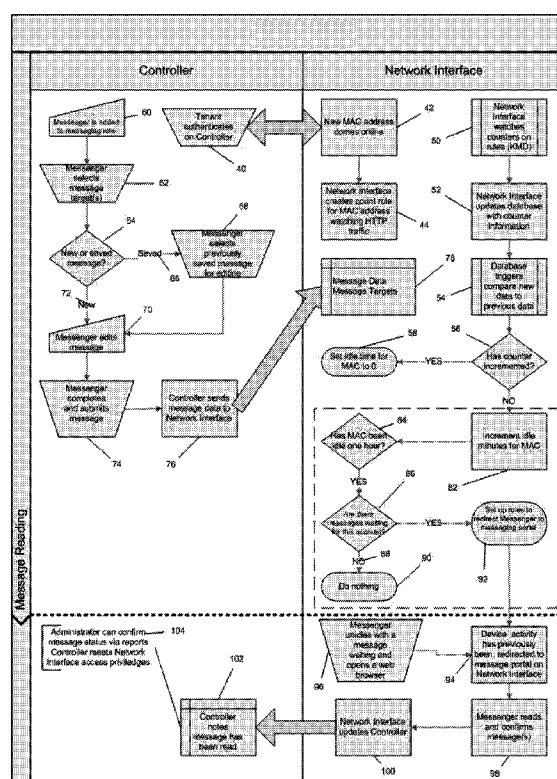 Controller
Network Interface
Messenger is added
to messaging role
60
Tenant
authenticates
on Controller
40
New MAC address
comes online
42
Network
Interface
watches
counters on
rules (KMD)
50
Messenger
selects
message
target(s)
62
Network Interface
creates count rule
for MAC address
watching HTTP
traffic
44
Network Interface
updates database
with counter
information
52
64
New or saved
message?
Saved
66
68
Messenger
selects
previously
saved message
for editing
72
New
70
Messenger edits
message
Message Data
Message Targets
78
Database
triggers
compare new
data to
previous data
54
58
Set idle time for
MAC to 0
YES
56
Has counter
incremented?
NO
Messenger
completes
and submits
message
74
Controller sends
message data to
Network Interface
76
84
Has MAC been
idle one hour?
Increment idle
minutes for MAC
82
YES
86
Are there
messages waiting
for this
YES
Set up rules to
redirect Messenger to
messaging portal
92
NO
88
90
Do nothing
Message Reading
Administrator can confirm
message status via reports
Controller resets Network
Interface access priviledges
104
102
Controller
notes
message has
been read
Messenger
unidles with a
message
waiting and
opens a web
browser
96
Device activity
has previously
been redirected to
message portal on
Network Interface
94
Network Interface
updates Controller
100
Messenger reads
and confirms
message(s)
98